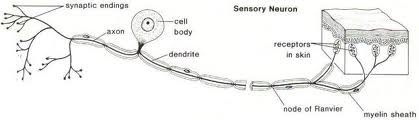 synaptic endings
axon
cell
body
dendrite
Sensory Neuron
receptors
in skin
node of Ranvier
myelin sheath